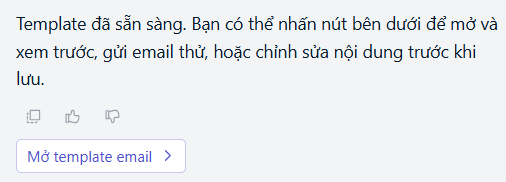 Template đã sẵn sàng. Bạn có thể nhấn nút bên dưới để mở và
xem trước, gửi email thử, hoặc chỉnh sửa nội dung trước khi
lưu.
Mở template email